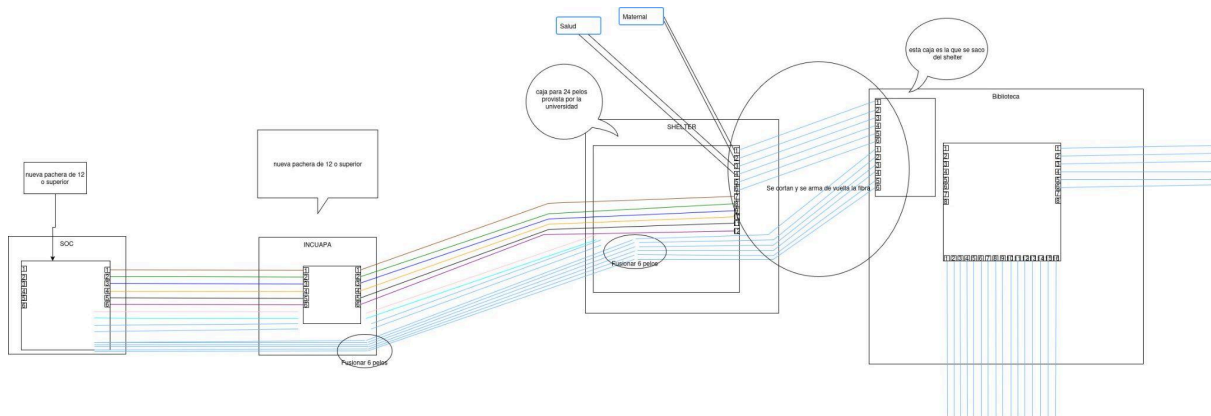 Salud
Maternal
esta caja es la que se saco
del shelter
caja para 24 pelos
provista por la
universidad
SHELTER
Biblioteca
nueva pachera de 12 o superior
nueva pachera de 12
o superior
Se cortan y se arma de vuelta la fibra
SOC
INCUAPA
Fusionar 6 pelos
Fusionar 6 pelos